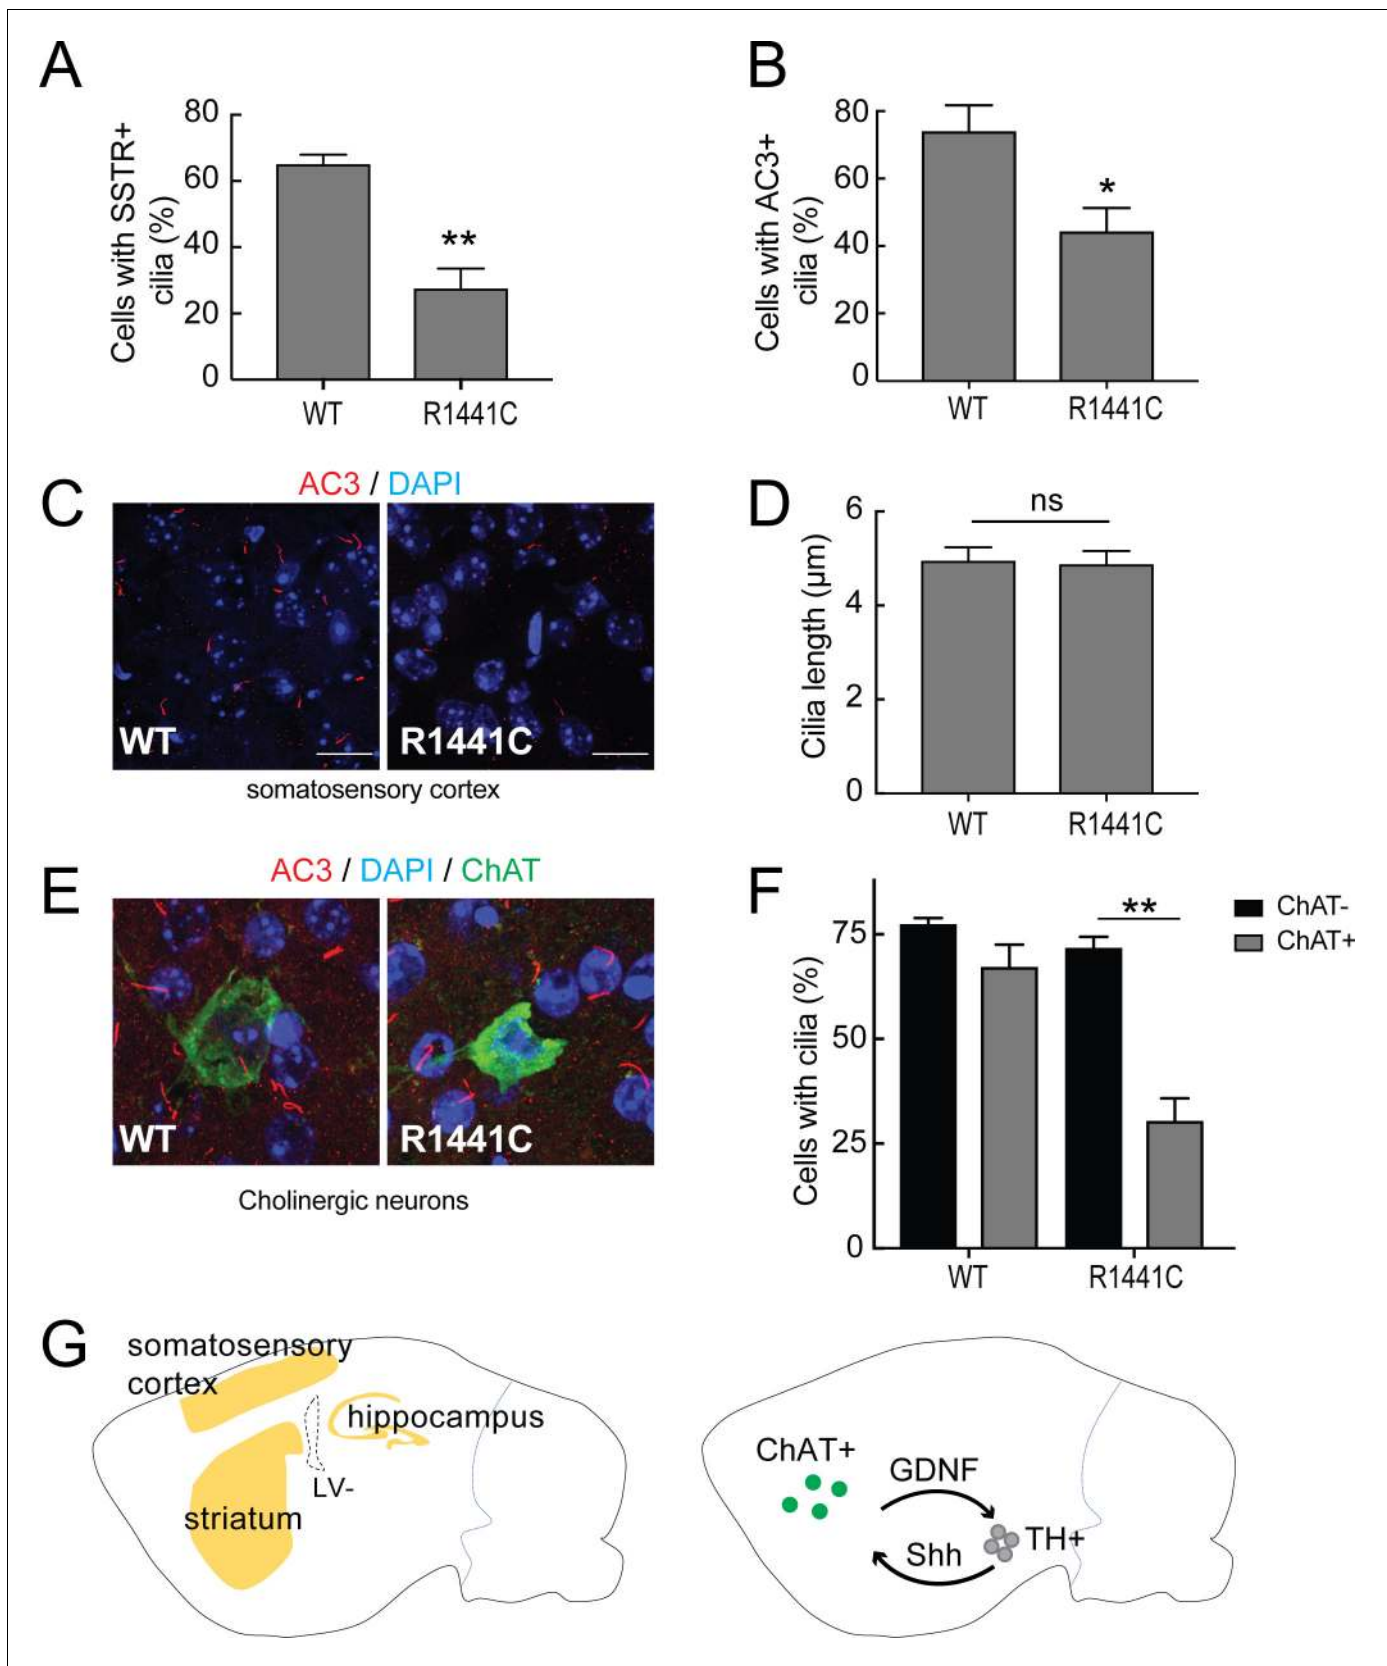 A
Cells with SSTR+
cilia (%)
80
60
40
20
0
**
WT
R1441C
B
Cells with AC3+
cilia (%)
80
60
40
20
0
*
WT
R1441C
C
AC3 / DAPI
WT
R1441C
somatosensory cortex
D
Cilia length (µm)
6
4
2
0
ns
WT
R1441C
E
AC3 / DAPI / ChAT
WT
R1441C
Cholinergic neurons
F
Cells with cilia (%)
75
50
25
0
**
ChAT-
ChAT+
WT
R1441C
G
somatosensory
cortex
hippocampus
LV-
striatum
ChAT+
GDNF
Shh
TH+